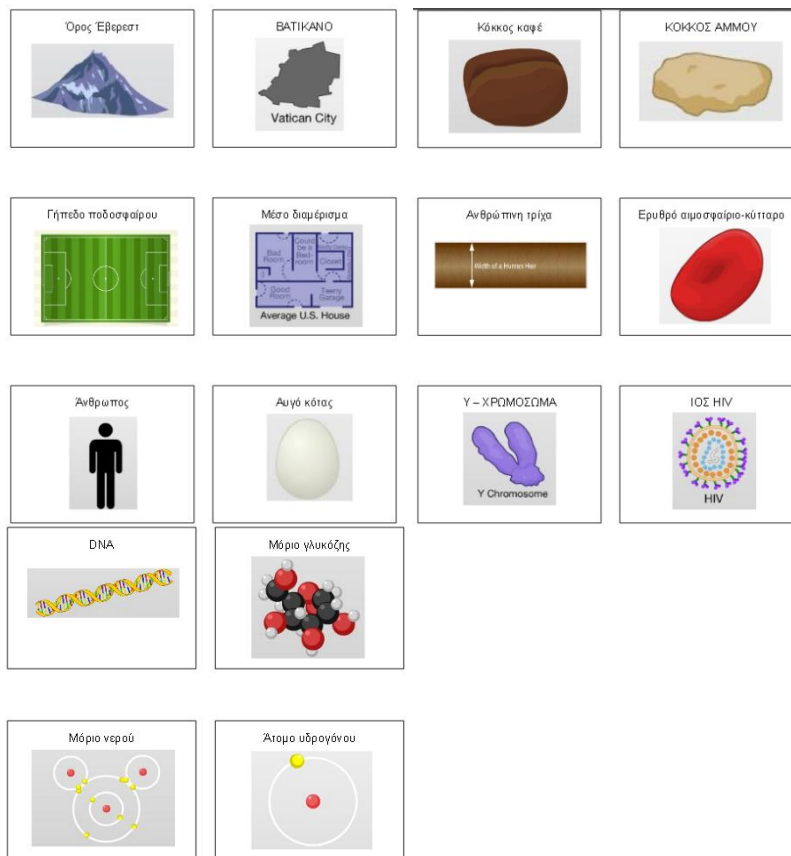 Όρος Έβερεστ
ΒΑΤΙΚΑΝΟ
Vatican City
Κόκκος καφέ
ΚΟΚΚΟΣ ΑΜΜΟΥ
Γήπεδο ποδοσφαίρου
Μέσο διαμέρισμα
Bad
Room
Could
be a
Bed-
room
Closet
Good
Room
Teeny
Garage
Average U.S. House
Ανθρώπινη τρίχα
Width of a Human Hair
Ερυθρό αιμοσφαίριο-κύτταρο
Άνθρωπος
Αυγό κότας
Υ – ΧΡΩΜΟΣΩΜΑ
Y Chromosome
ΙΟΣ HIV
HIV
DNA
Μόριο γλυκόζης
Μόριο νερού
Άτομο υδρογόνου